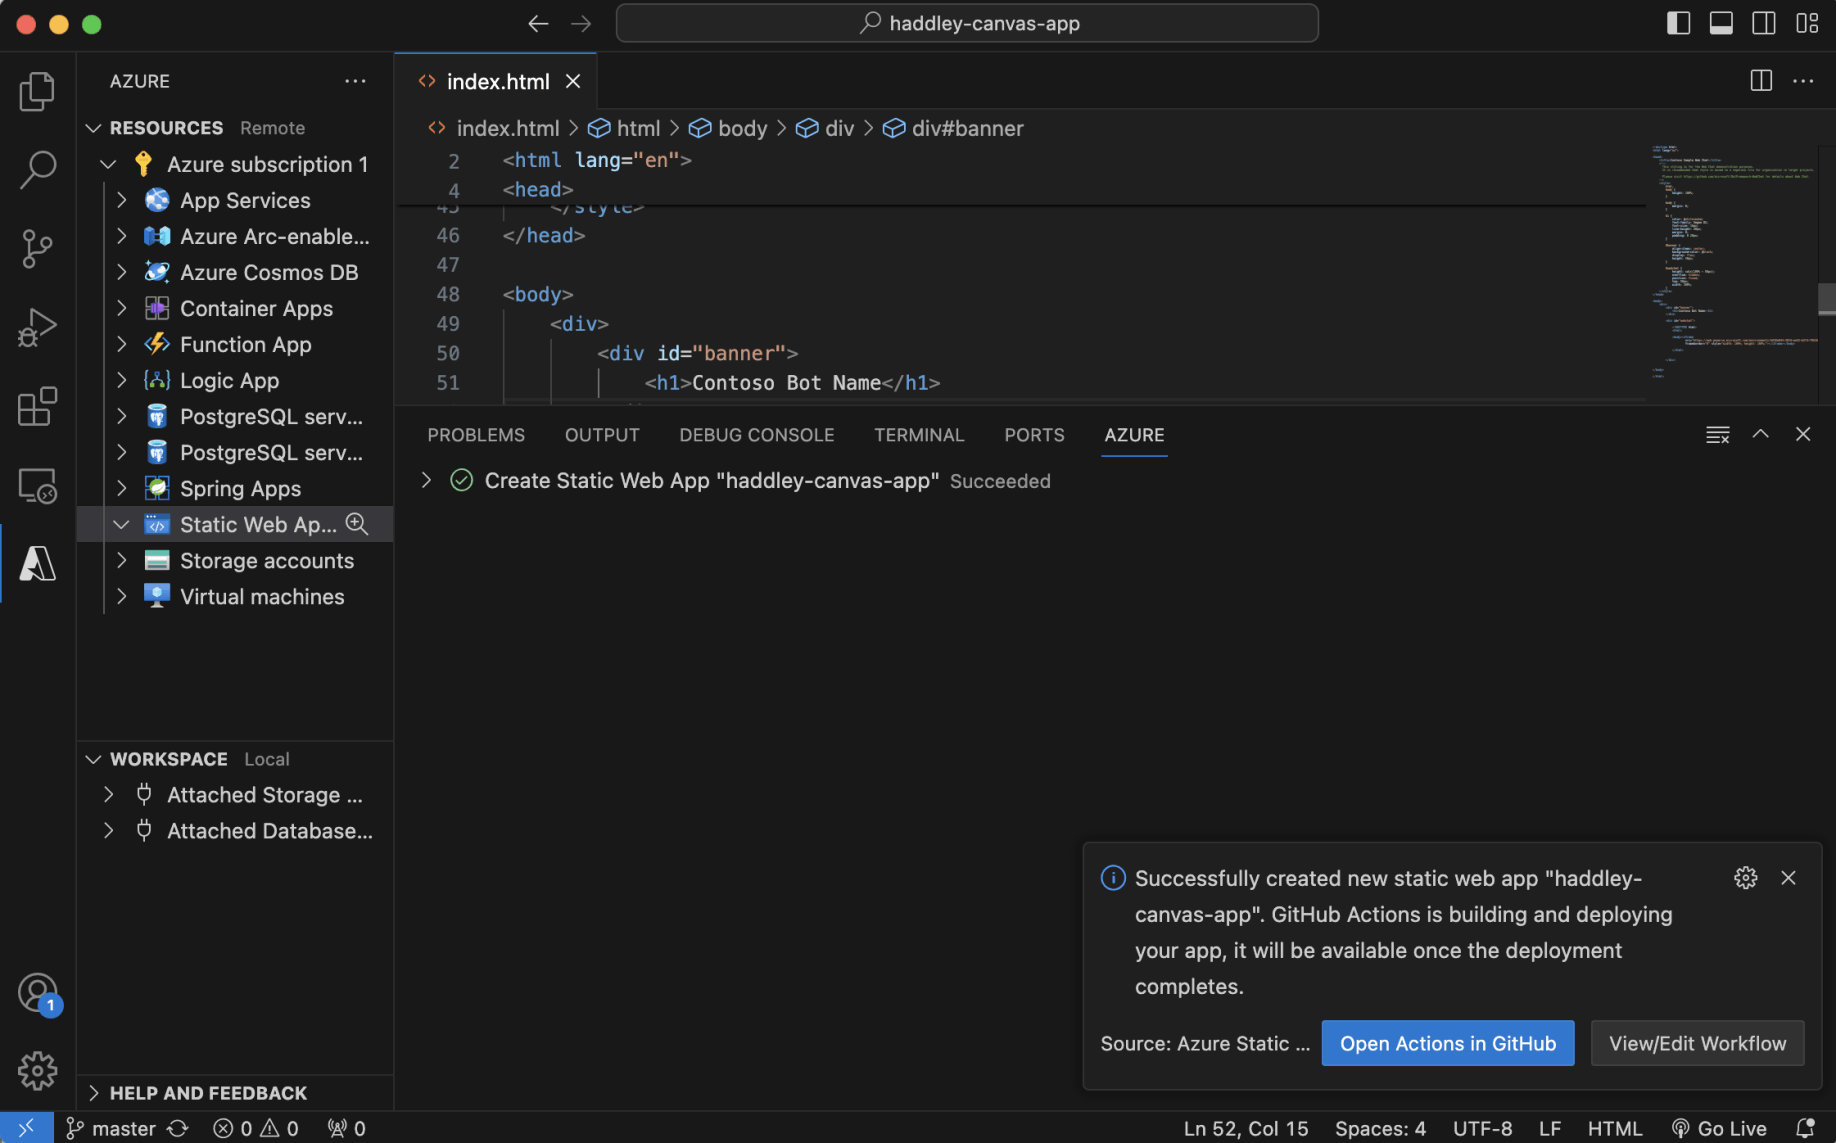 haddley-canvas-app
AZURE
RESOURCES Remote
Azure subscription 1
App Services
Azure Arc-enable...
Azure Cosmos DB
Container Apps
Function App
Logic App
PostgreSQL serv...
PostgreSQL serv...
Spring Apps
Static Web Ap...
Storage accounts
Virtual machines
WORKSPACE Local
Attached Storage ...
Attached Database...
HELP AND FEEDBACK
index.html
index.html > html > body > div > div#banner
2 <html lang="en">
4 <head>
45 </style>
46 </head>
47
48 <body>
49 <div>
50 <div id="banner">
51 <h1>Contoso Bot Name</h1>
PROBLEMS OUTPUT DEBUG CONSOLE TERMINAL PORTS AZURE
Create Static Web App "haddley-canvas-app" Succeeded
Successfully created new static web app "haddley-
canvas-app". GitHub Actions is building and deploying
your app, it will be available once the deployment
completes.
Source: Azure Static ... Open Actions in GitHub View/Edit Workflow
1
master 0 0 0 Ln 52, Col 15 Spaces: 4 UTF-8 LF HTML Go Live